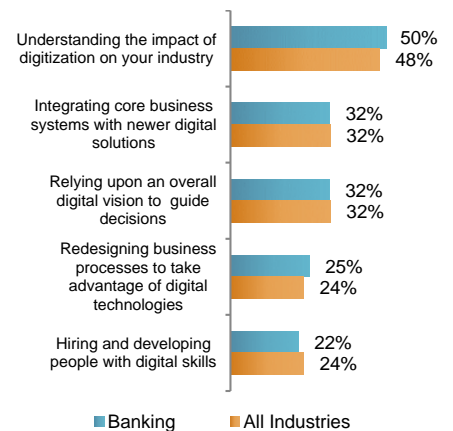 Understanding the impact of
digitization on your industry
50%
48%
Integrating core business
systems with newer digital
solutions
32%
32%
Relying upon an overall
digital vision to guide
decisions
32%
32%
Redesigning business
processes to take
advantage of digital
technologies
25%
24%
Hiring and developing
people with digital skills
22%
24%
Banking
All Industries